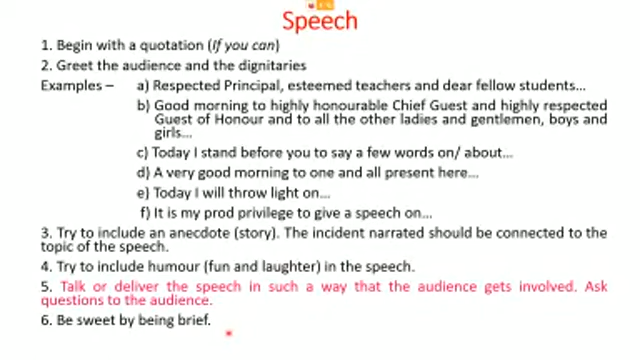 Speech
1. Begin with a quotation (If you can)
2. Greet the audience and the dignitaries
Examples – a) Respected Principal, esteemed teachers and dear fellow students...
b) Good morning to highly honourable Chief Guest and highly respected
Guest of Honour and to all the other ladies and gentlemen, boys and
girls...
c) Today I stand before you to say a few words on/ about...
d) A very good morning to one and all present here...
e) Today I will throw light on...
f) It is my prod privilege to give a speech on...
3. Try to include an anecdote (story). The incident narrated should be connected to the
topic of the speech.
4. Try to include humour (fun and laughter) in the speech.
5. Talk or deliver the speech in such a way that the audience gets involved. Ask
questions to the audience.
6. Be sweet by being brief.